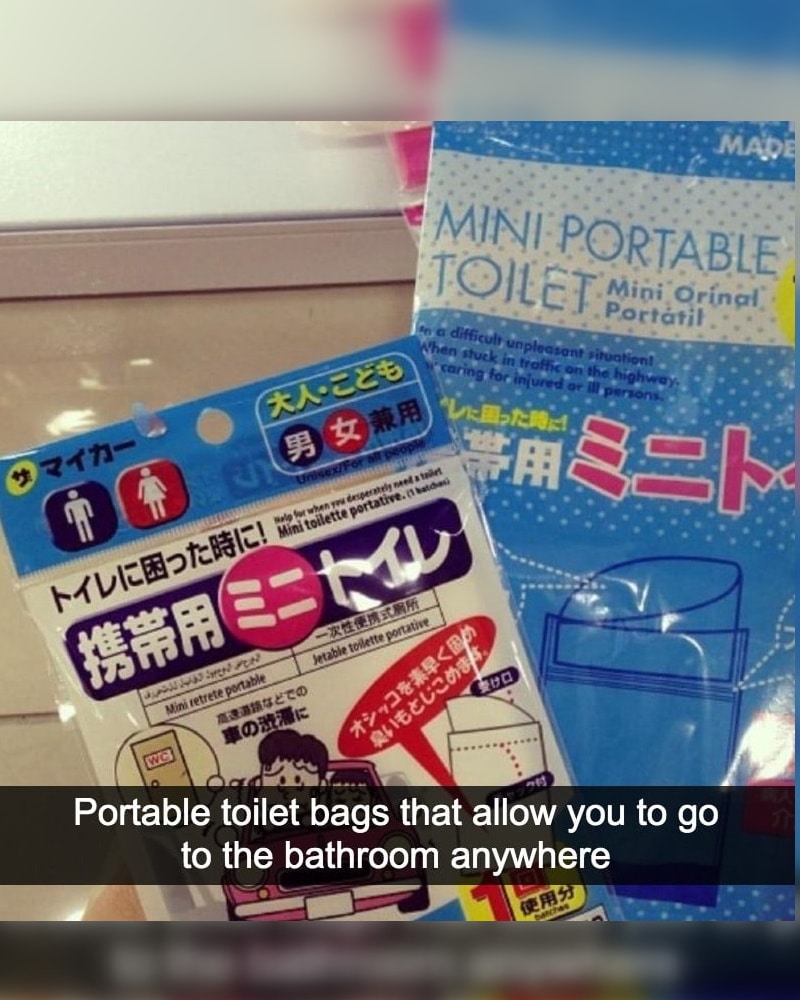 MADE
MINI PORTABLE
TOILET Mini Orinal
Portátil
In a difficult unpleasant situation!
When stuck in traffic on the highway.
caring for injured or ill persons.
レに困った時に!
帯用ミニト
大人・こども
男女兼用
Unisex/For all people
ザ・マイカー
トイレに困った時に!
Help for when you desperately need a toilet
Mini toilette portative. (1 batches)
携帯用ミニトイレ
一次性便携式厕所
Mini retrete portable
Jetable toilette portative
高速道路などでの
車の渋滞に
オシッコを素早く固め
臭いもとじこめます。
受け口
WC
Portable toilet bags that allow you to go
to the bathroom anywhere
1回
使用分
batches